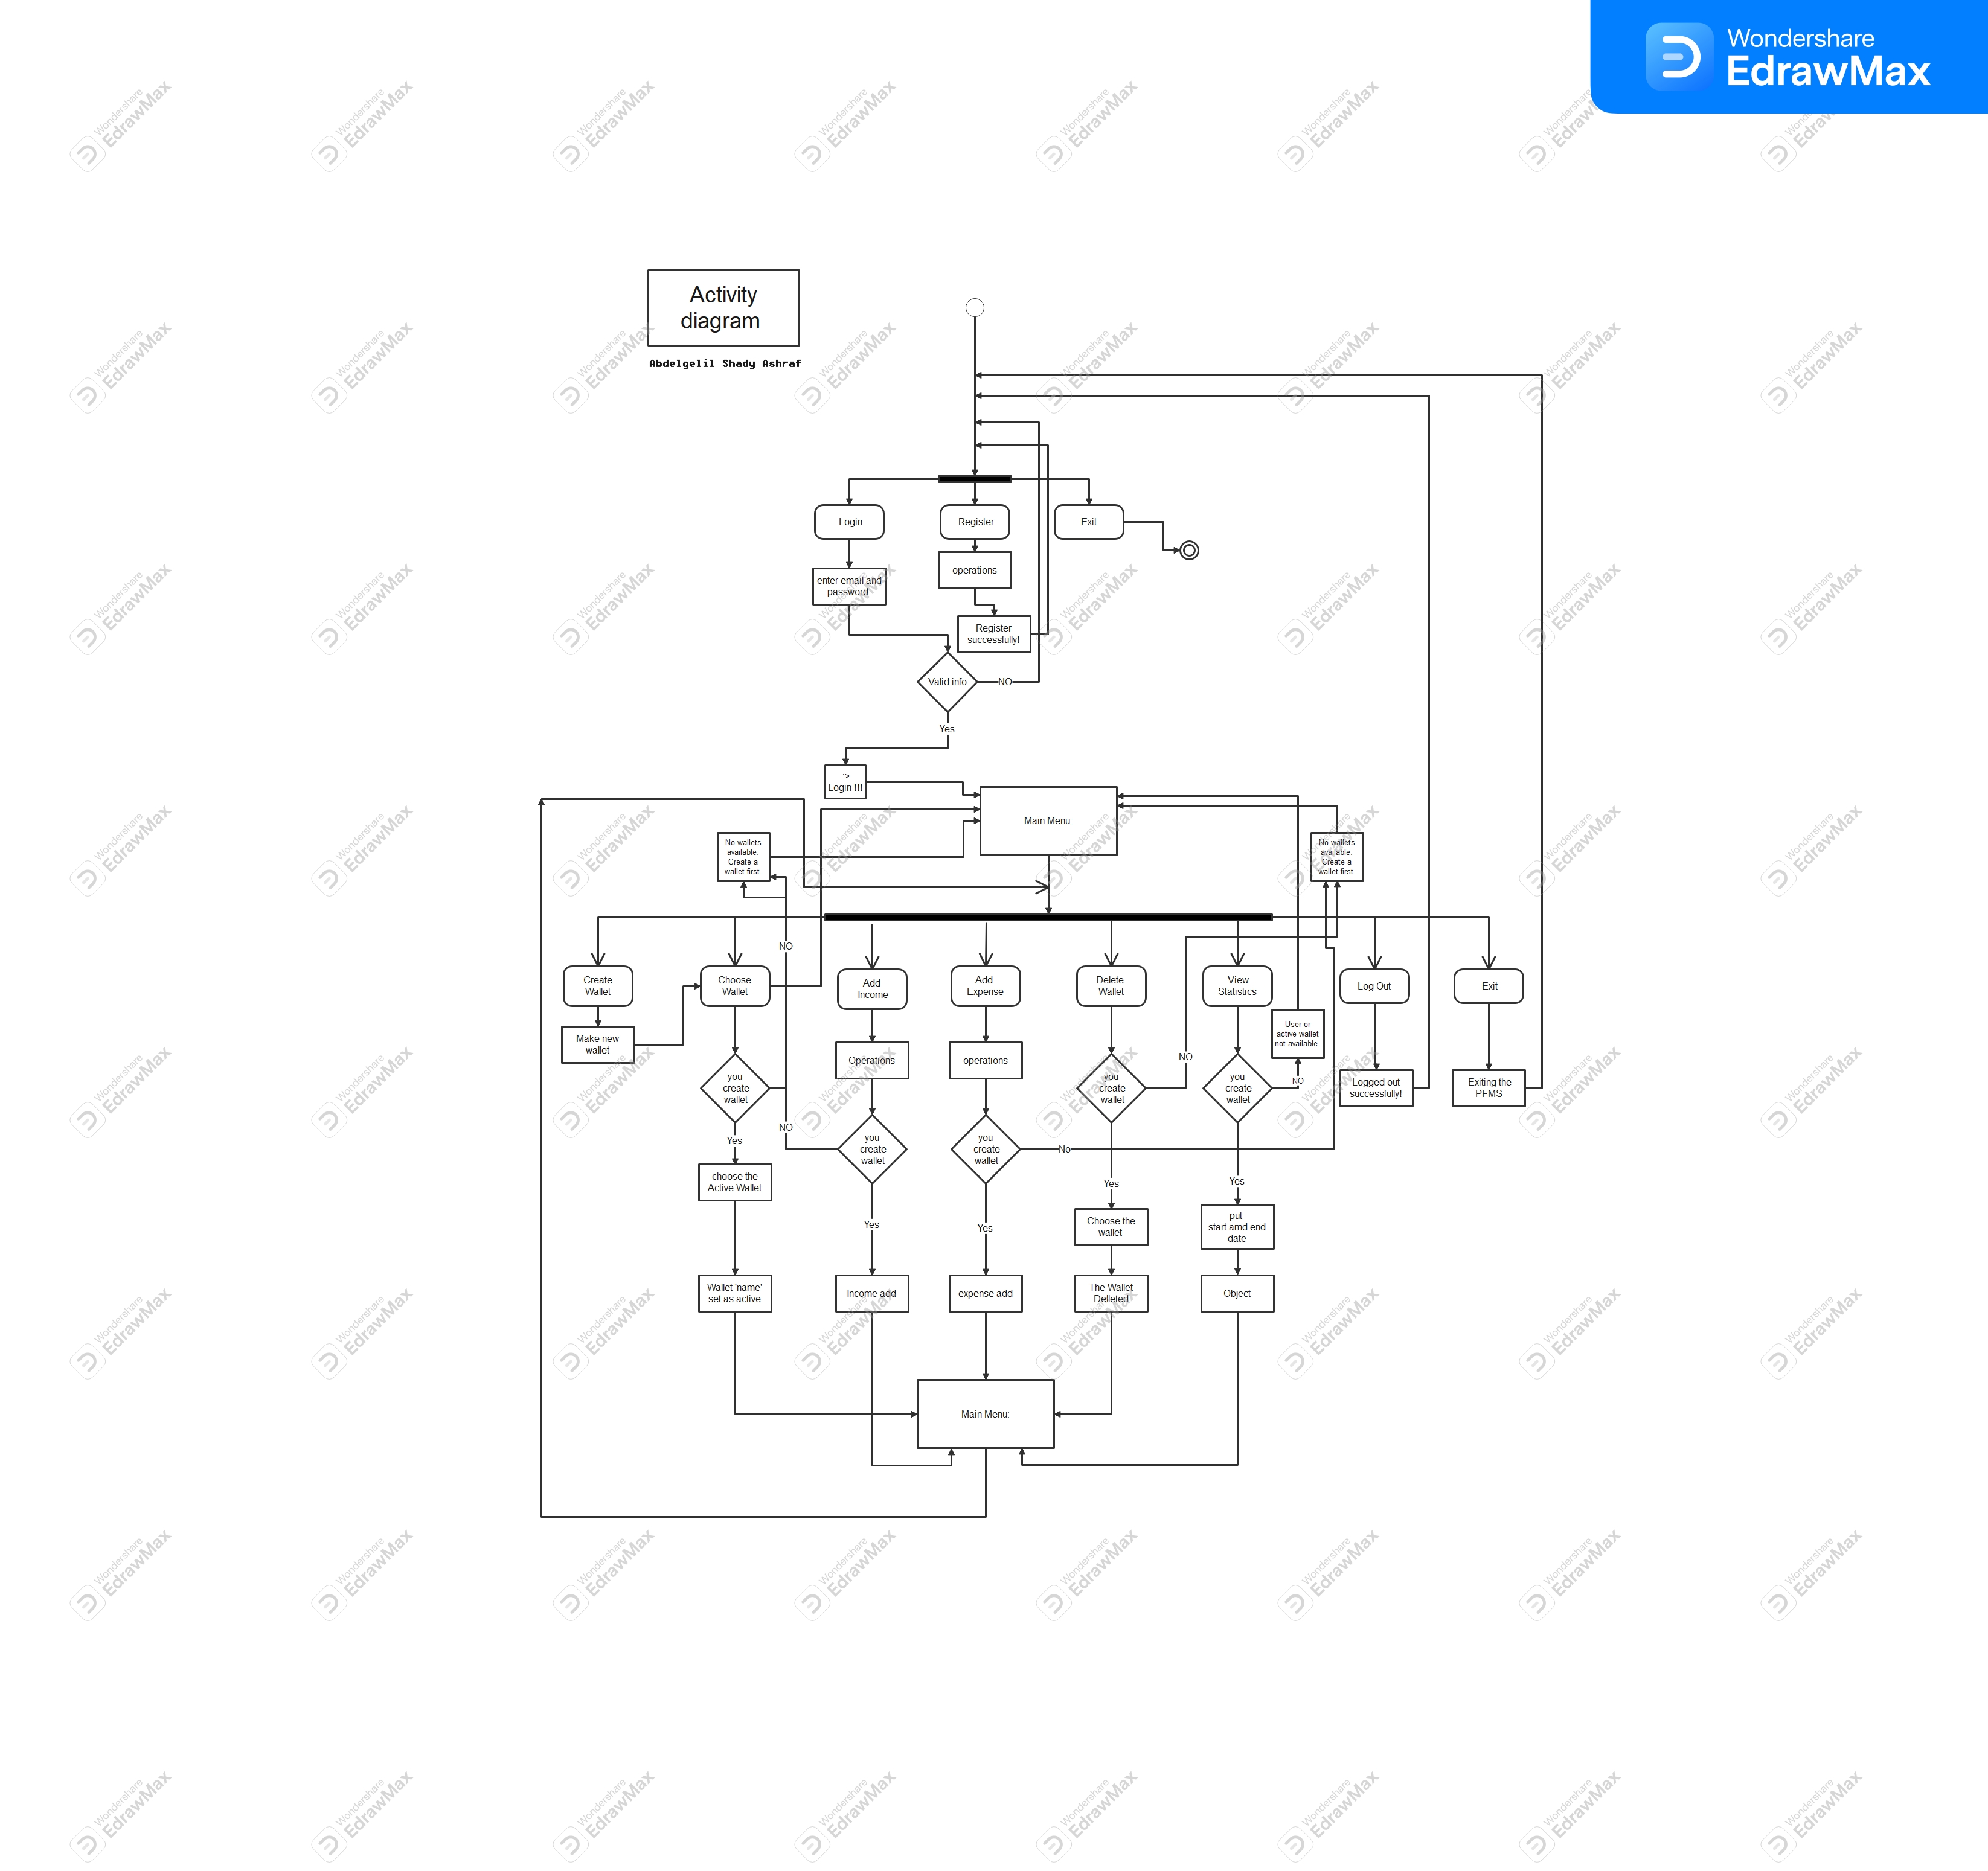 Wondershare
EdrawMax
Activity
diagram
Abdelgelil Shady Ashraf
Login
Register
Exit
enter email and
password
operations
Register
successfully!
Valid info
NO
Yes
:>
Login !!!
Main Menu:
No wallets
available.
Create a
wallet first.
No wallets
available.
Create a
wallet first.
NO
Create
Wallet
Choose
Wallet
Add
Income
Add
Expense
Delete
Wallet
View
Statistics
Log Out
Exit
Make new
wallet
Operations
operations
User or
active wallet
not available.
NO
NO
you
create
wallet
you
create
wallet
you
create
wallet
Logged out
successfully!
Exiting the
PFMS
NO
Yes
you
create
wallet
you
create
wallet
No
choose the
Active Wallet
Yes
Yes
Yes
Yes
Choose the
wallet
put
start amd end
date
Wallet 'name'
set as active
Income add
expense add
The Wallet
Delleted
Object
Main Menu: